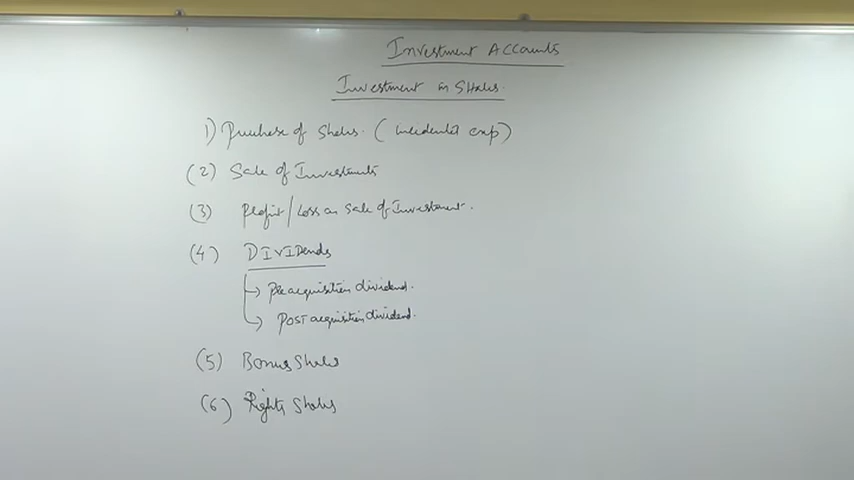 Investment Accounts
Investment in Shares.
1) Purchase of Shares. (incidental exp)
(2) Sale of Investments
(3) Profit/Loss on Sale of Investment.
(4) DIVIDends
Pre acquisition dividend.
POST acquisition dividend.
(5) Bonus Shares
(6) Rights Shares